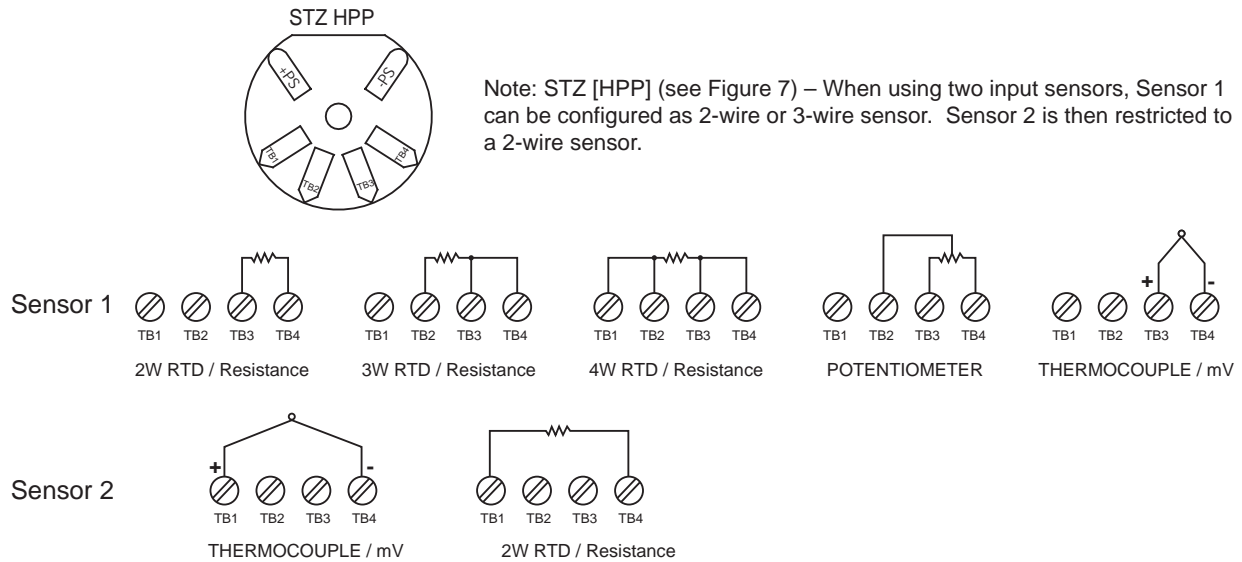 STZ HPP
+PS
-PS
TB1
TB2
TB3
TB4
Note: STZ [HPP] (see Figure 7) – When using two input sensors, Sensor 1
can be configured as 2-wire or 3-wire sensor.  Sensor 2 is then restricted to
a 2-wire sensor.
Sensor 1
TB1 TB2 TB3 TB4
2W RTD / Resistance
TB1 TB2 TB3 TB4
3W RTD / Resistance
TB1 TB2 TB3 TB4
4W RTD / Resistance
TB1 TB2 TB3 TB4
POTENTIOMETER
+ -
TB1 TB2 TB3 TB4
THERMOCOUPLE / mV
Sensor 2
+ -
TB1 TB2 TB3 TB4
THERMOCOUPLE / mV
TB1 TB2 TB3 TB4
2W RTD / Resistance